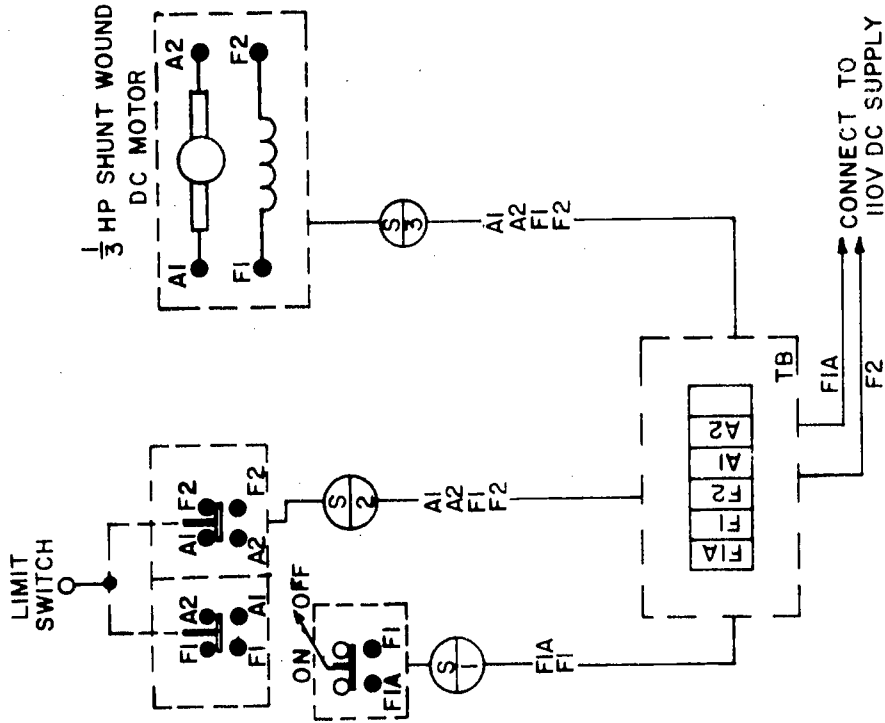 1/3 HP SHUNT WOUND
DC MOTOR
A1
A2
F1
F2
S
3
A1
A2
F1
F2
LIMIT
SWITCH
F1
A2
F1
A1
A1
F2
A2
F2
S
2
A1
A2
F1
F2
ON
OFF
F1A
F1
S
1
F1A
F1
TB
F1A
F1
F2
A1
A2
F1A
F2
CONNECT TO
110V DC SUPPLY